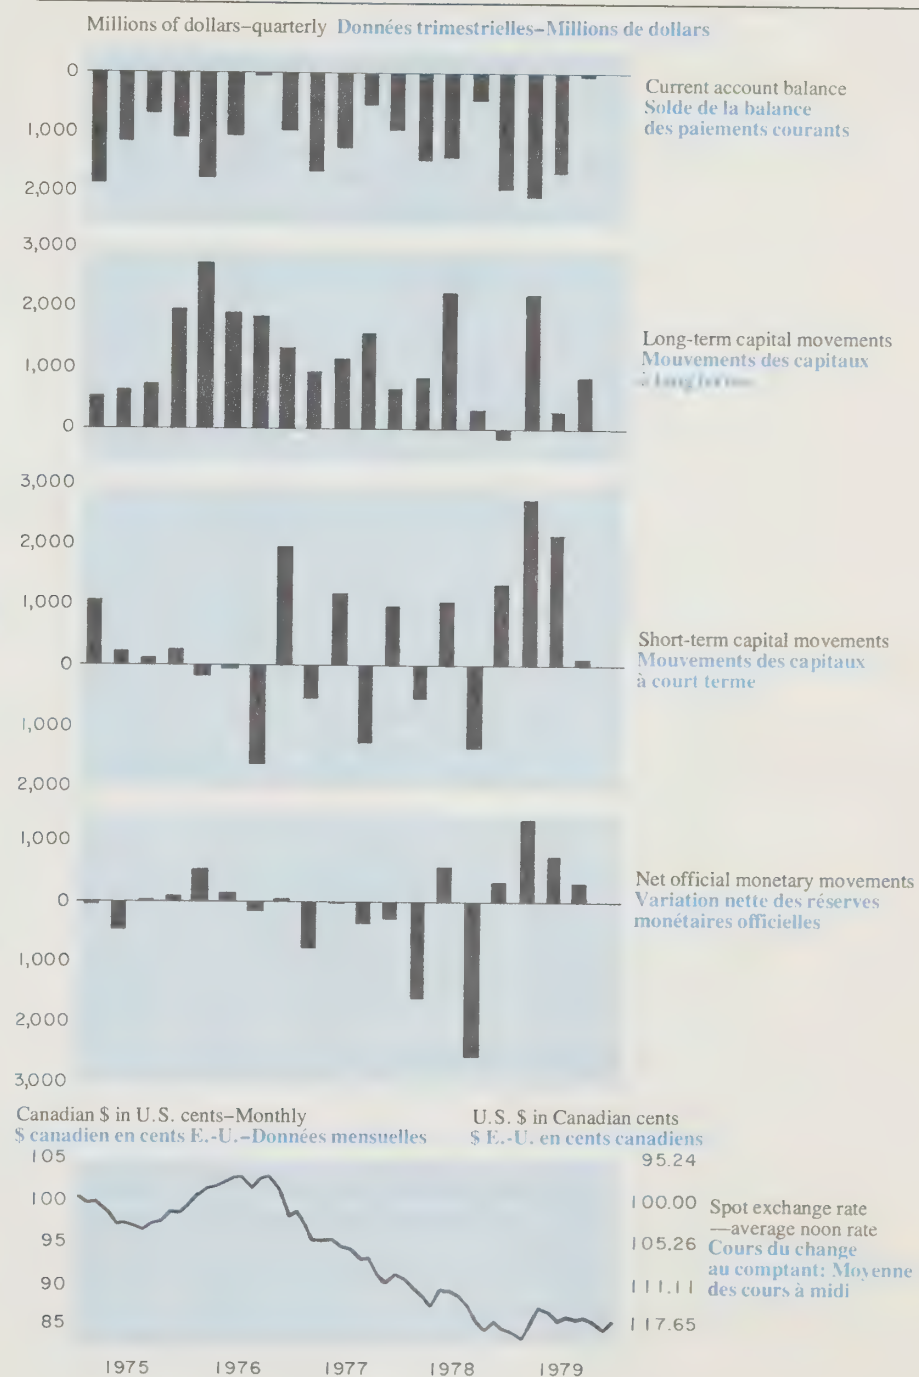 Millions of dollars–quarterly Données trimestrielles–Millions de dollars
0
1,000
2,000
Current account balance
Solde de la balance
des paiements courants
3,000
2,000
1,000
0
Long-term capital movements
Mouvements des capitaux
à
3,000
2,000
1,000
0
1,000
2,000
Short-term capital movements
Mouvements des capitaux
à court terme
1,000
0
1,000
2,000
3,000
Net official monetary movements
Variation nette des réserves
monétaires officielles
Canadian $ in U.S. cents–Monthly
$ canadien en cents E.-U.–Données mensuelles
U.S. $ in Canadian cents
$ E.-U. en cents canadiens
105
100
95
90
85
95.24
100.00
105.26
111.11
117.65
Spot exchange rate
—average noon rate
Cours du change
au comptant: Moyenne
des cours à midi
1975 1976 1977 1978 1979